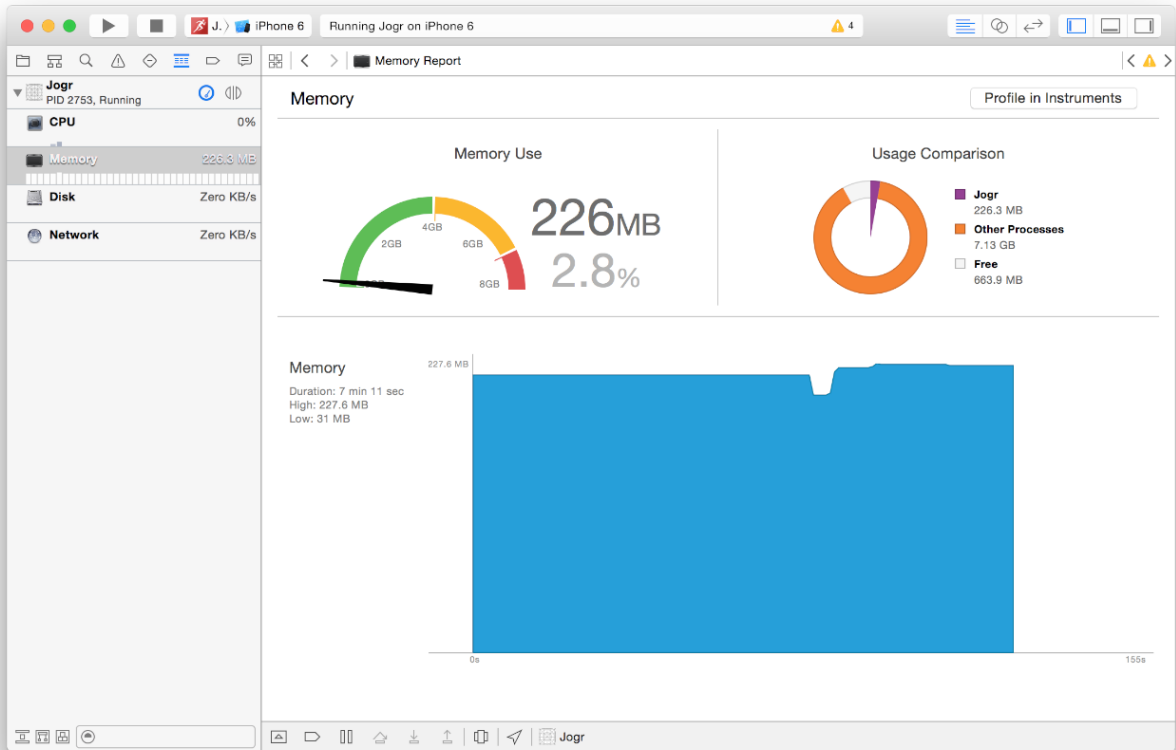 J. iPhone 6
Running Jogr on iPhone 6
4
Memory Report
Jogr
PID 2753, Running
CPU 0%
Memory 226.3 MB
Disk Zero KB/s
Network Zero KB/s
Memory
Profile in Instruments
Memory Use
2GB
4GB
6GB
8GB
226MB
2.8%
Usage Comparison
Jogr
226.3 MB
Other Processes
7.13 GB
Free
663.9 MB
Memory
Duration: 7 min 11 sec
High: 227.6 MB
Low: 31 MB
227.6 MB
0s
155s
Jogr